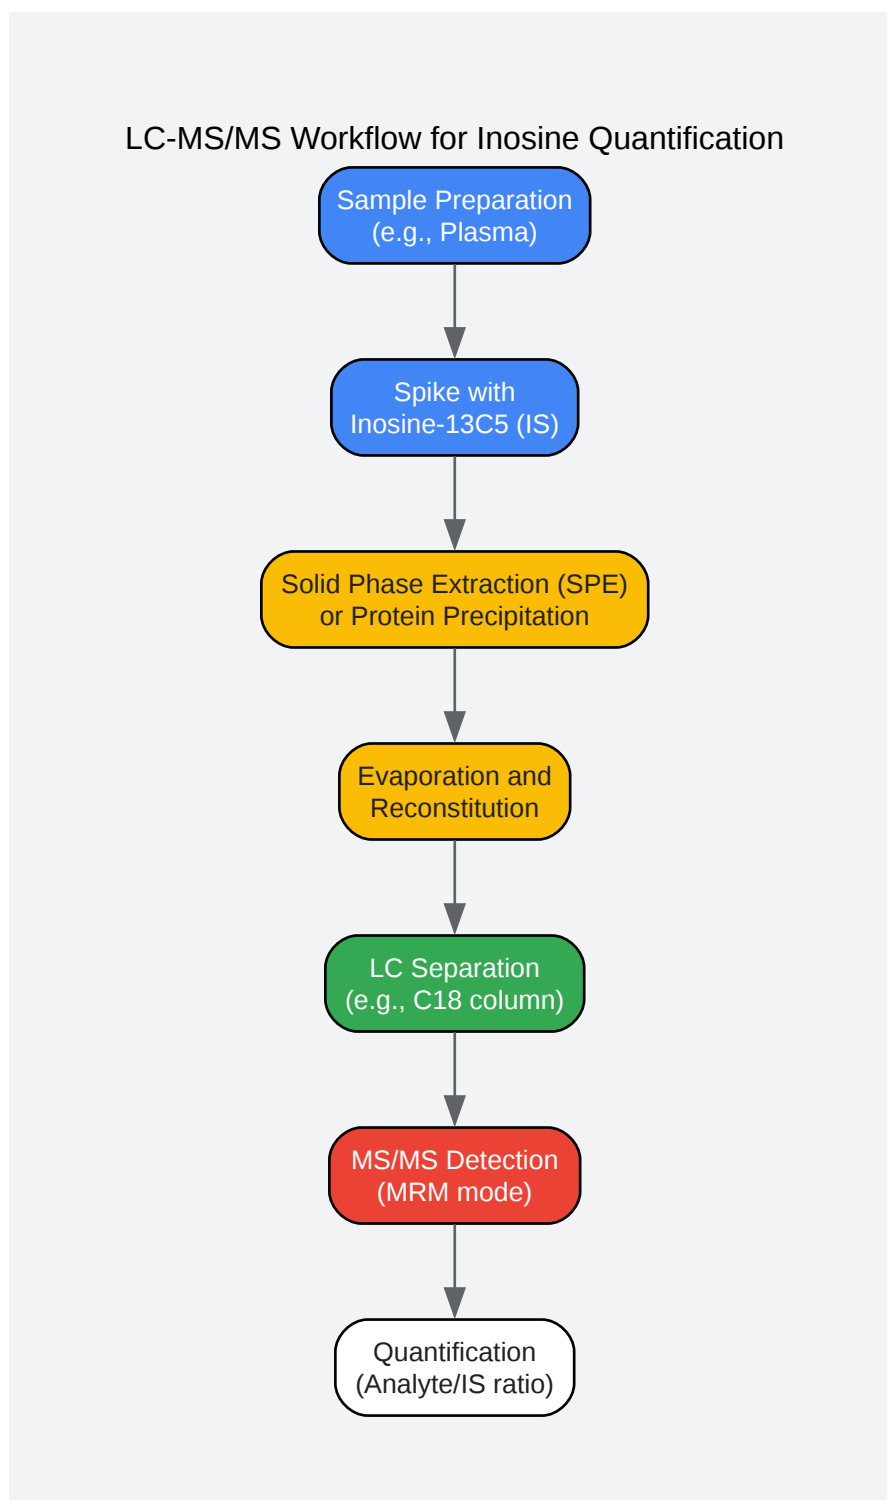 LC-MS/MS Workflow for Inosine Quantification
Sample Preparation
(e.g., Plasma)
Spike with
Inosine-13C5 (IS)
Solid Phase Extraction (SPE)
or Protein Precipitation
Evaporation and
Reconstitution
LC Separation
(e.g., C18 column)
MS/MS Detection
(MRM mode)
Quantification
(Analyte/IS ratio)